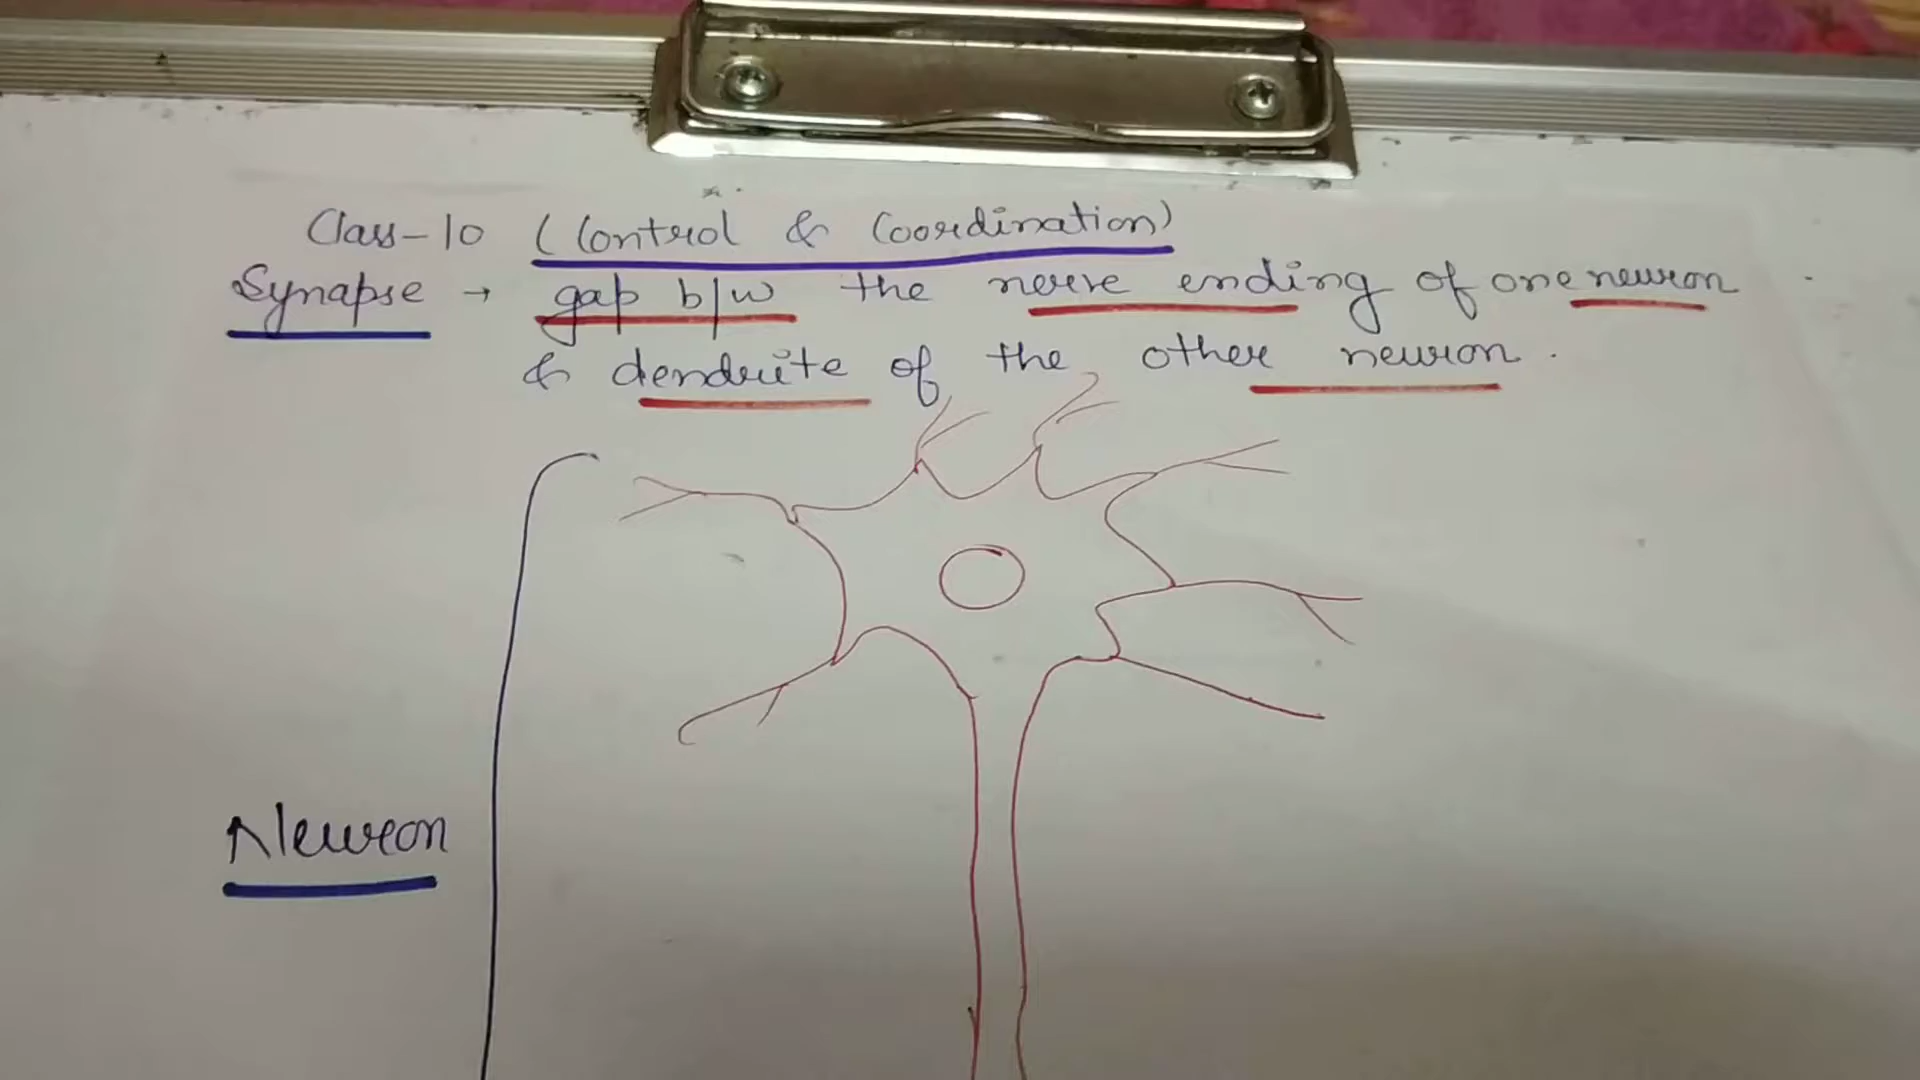 Class-10 (Control & Coordination)
Synapse → gap b/w the nerve ending of one neuron
& dendrite of the other neuron.
Neuron